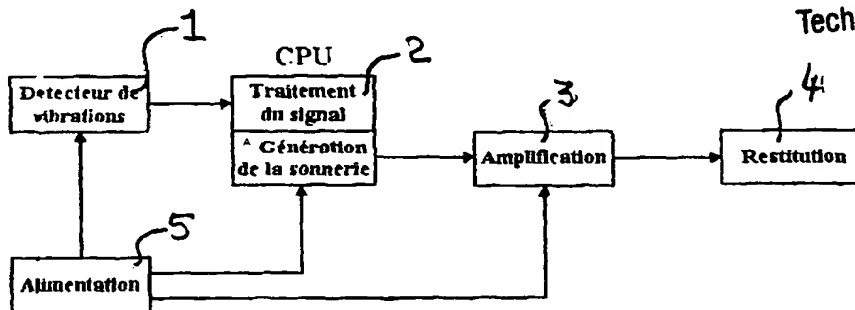 Tech
1
CPU
2
Détecteur de
vibrations
Traitement
du signal
A Génération
de la sonnerie
3
Amplification
4
Restitution
5
Alimentation